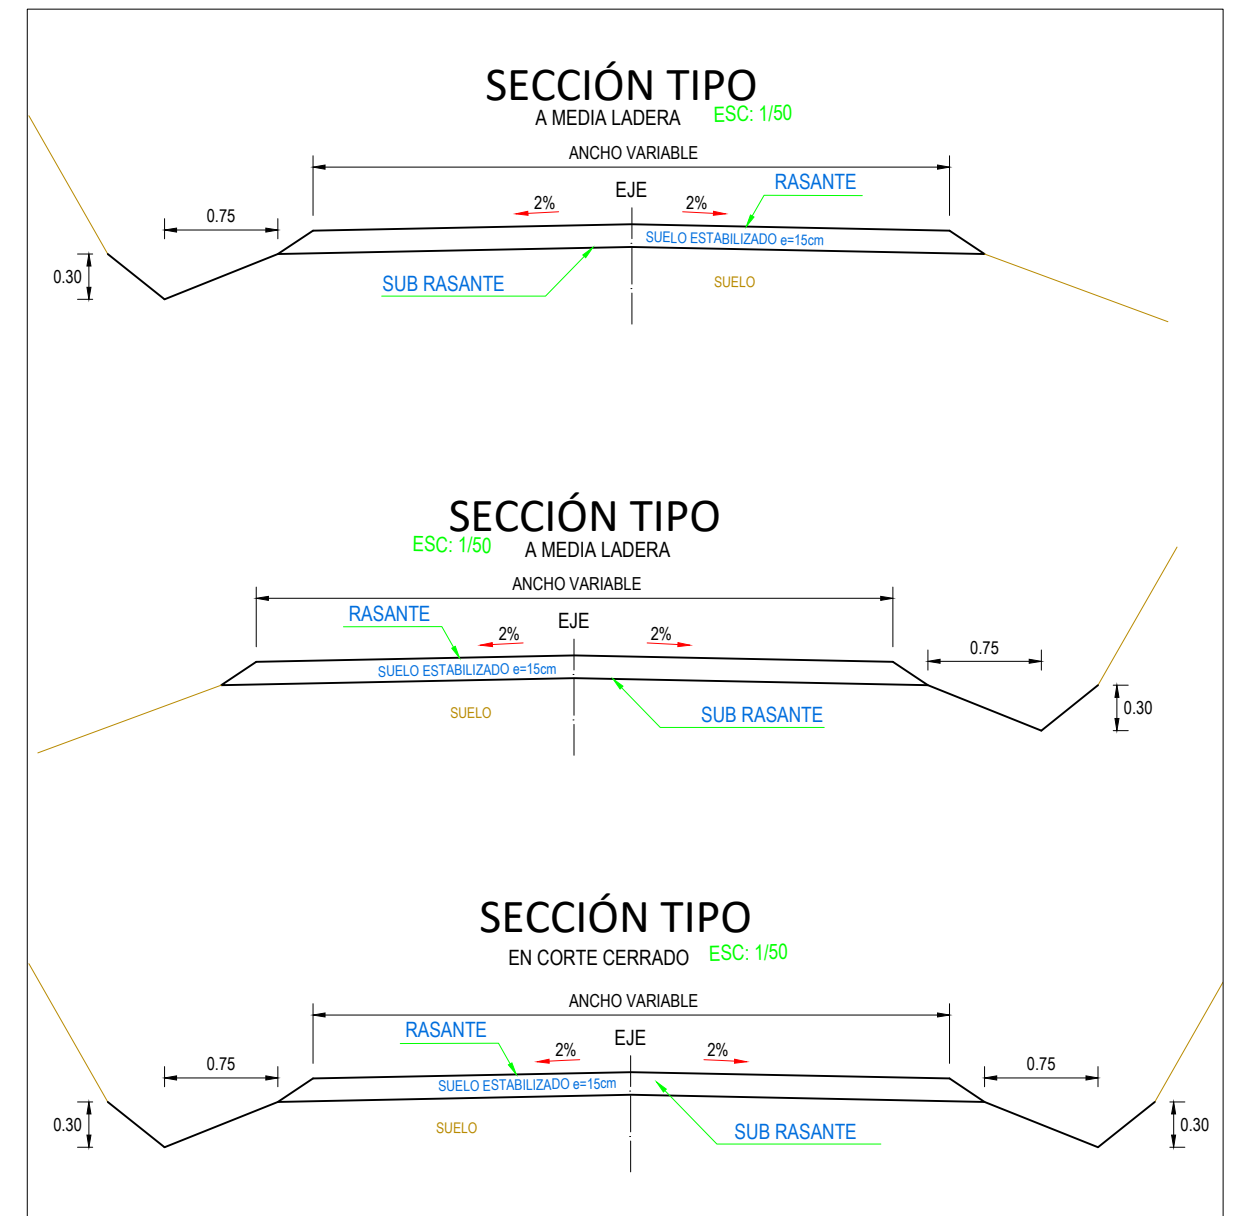 SECCIÓN TIPO
A MEDIA LADERA ESC: 1/50
ANCHO VARIABLE
EJE
RASANTE
2% 2%
0.75
SUELO ESTABILIZADO e=15cm
0.30
SUB RASANTE
SUELO
SECCIÓN TIPO
ESC: 1/50 A MEDIA LADERA
ANCHO VARIABLE
RASANTE
EJE
2% 2%
0.75
SUELO ESTABILIZADO e=15cm
SUELO
SUB RASANTE
0.30
SECCIÓN TIPO
EN CORTE CERRADO ESC: 1/50
ANCHO VARIABLE
RASANTE
EJE
2% 2%
0.75 0.75
SUELO ESTABILIZADO e=15cm
0.30 0.30
SUELO
SUB RASANTE